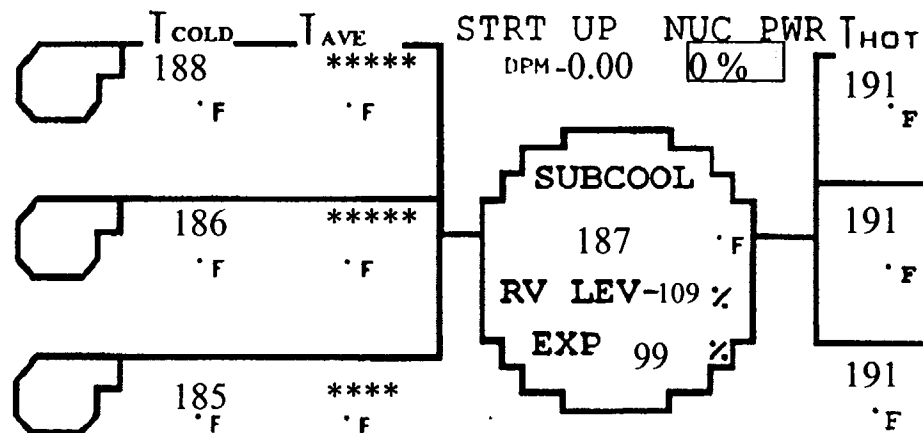 TCOLD TAVE STRT UP NUC PWR THOT
188 ***** DPM -0.00 0% 191
°F °F °F
SUBCOOL
186 ***** 187 °F 191
°F °F °F
RV LEV-109 %
EXP 99 %
185 **** 191
°F °F °F